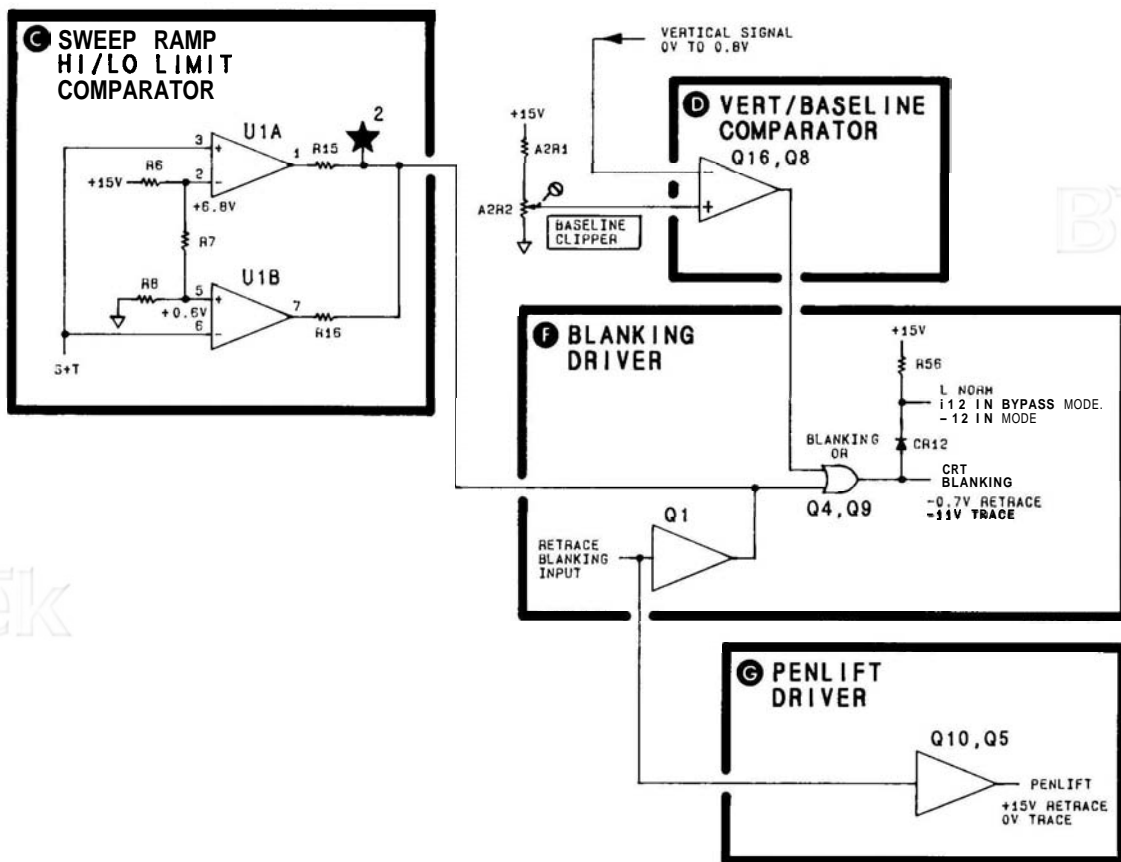 C SWEEP RAMP
HI/LO LIMIT
COMPARATOR
2
U1A
3
+
1
R15
R6
+15V
2
-
+6.8V
R7
U1B
R8
5
+
7
+0.6V
6
-
R16
S+T
VERTICAL SIGNAL
0V TO 0.8V
+15V
A2R1
A2R2
BASELINE
CLIPPER
D VERT/BASELINE
COMPARATOR
Q16,Q8
-
+
F BLANKING
DRIVER
+15V
R56
L NORM
i12 IN BYPASS MODE.
-12 IN MODE
CR12
BLANKING
OR
Q4,Q9
CRT
BLANKING
-0.7V RETRACE
-11V TRACE
Q1
RETRACE
BLANKING
INPUT
G PENLIFT
DRIVER
Q10,Q5
PENLIFT
+15V RETRACE
0V TRACE
ek